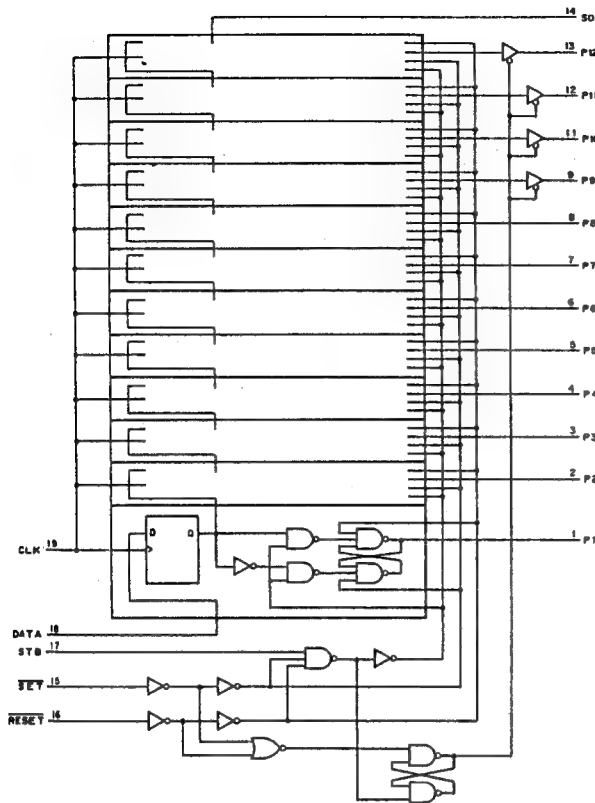 14 SO
13 P12
12 P11
11 P10
9 P9
8 P8
7 P7
6 P6
5 P5
4 P4
3 P3
2 P2
D Q
1 P1
CLK 19
DATA 18
STB 17
SET 15
RESET 16